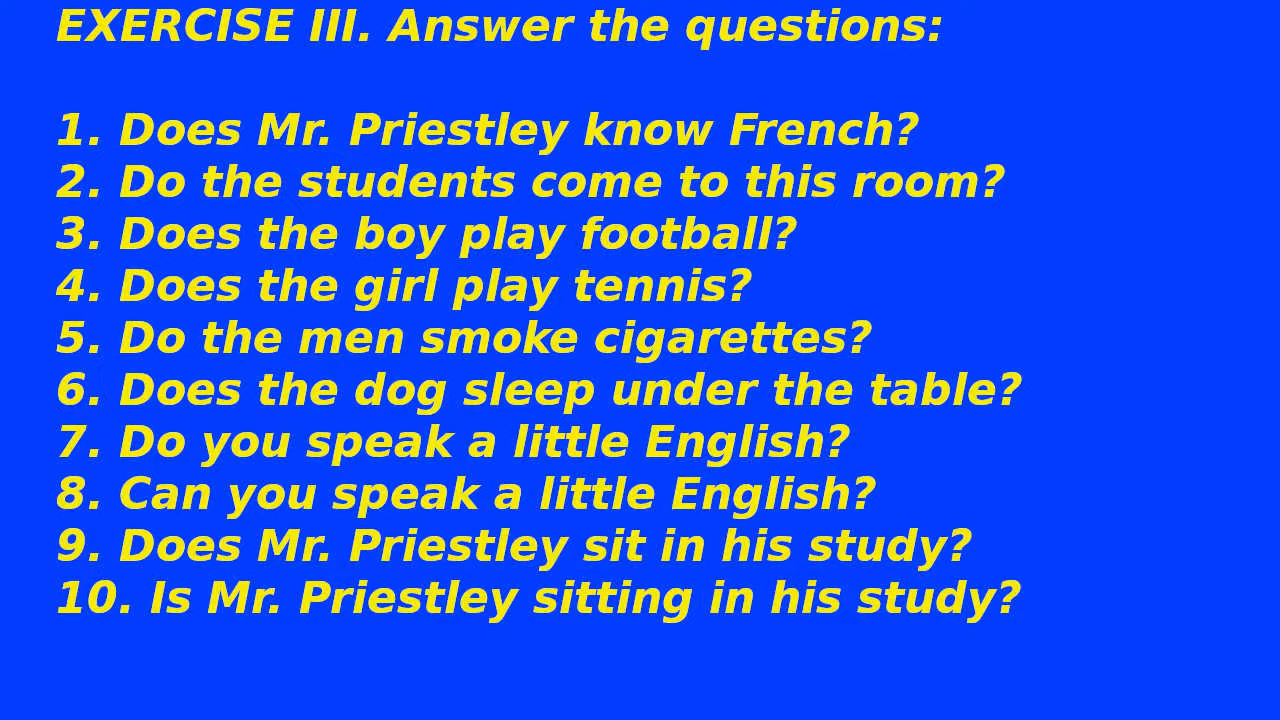 EXERCISE III. Answer the questions:
1. Does Mr. Priestley know French?
2. Do the students come to this room?
3. Does the boy play football?
4. Does the girl play tennis?
5. Do the men smoke cigarettes?
6. Does the dog sleep under the table?
7. Do you speak a little English?
8. Can you speak a little English?
9. Does Mr. Priestley sit in his study?
10. Is Mr. Priestley sitting in his study?